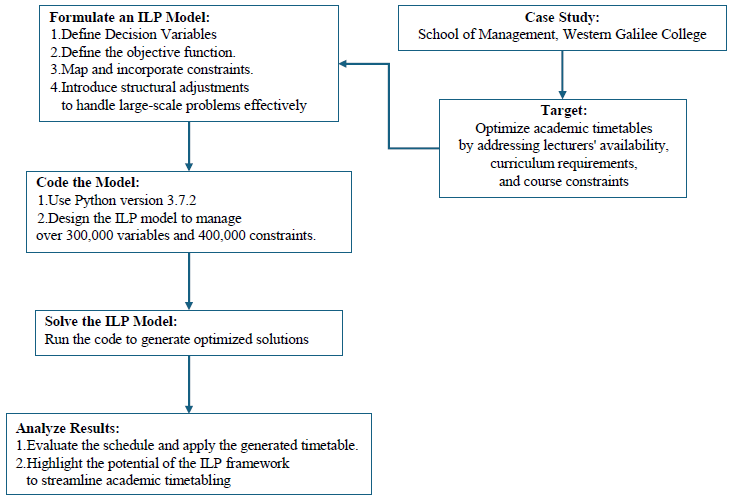 Case Study:
School of Management, Western Galilee College
Target:
Optimize academic timetables
by addressing lecturers' availability,
curriculum requirements,
and course constraints
Formulate an ILP Model:
1.Define Decision Variables
2.Define the objective function.
3.Map and incorporate constraints.
4.Introduce structural adjustments
to handle large-scale problems effectively
Code the Model:
1.Use Python version 3.7.2
2.Design the ILP model to manage
over 300,000 variables and 400,000 constraints.
Solve the ILP Model:
Run the code to generate optimized solutions
Analyze Results:
1.Evaluate the schedule and apply the generated timetable.
2.Highlight the potential of the ILP framework
to streamline academic timetabling